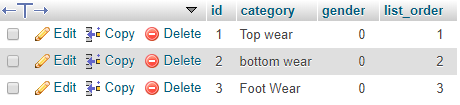 id category gender list_order
Edit Copy Delete 1 Top wear 0 1
Edit Copy Delete 2 bottom wear 0 2
Edit Copy Delete 3 Foot Wear 0 3